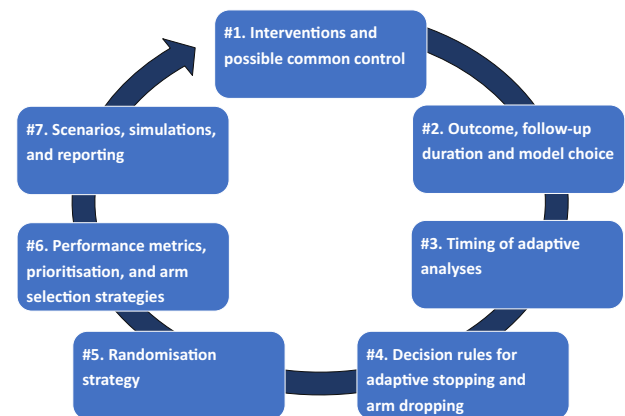 #1. Interventions and
possible common control
#2. Outcome, follow-up
duration and model choice
#3. Timing of adaptive
analyses
#4. Decision rules for
adaptive stopping and
arm dropping
#5. Randomisation
strategy
#6. Performance metrics,
prioritisation, and arm
selection strategies
#7. Scenarios, simulations,
and reporting